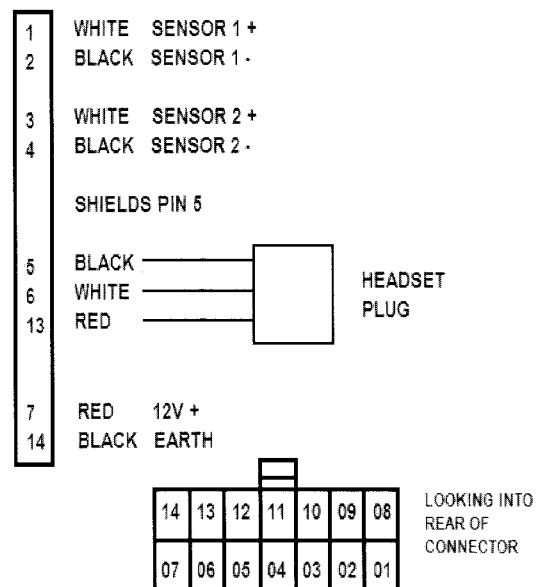 1 WHITE SENSOR 1 +
2 BLACK SENSOR 1 -
3 WHITE SENSOR 2 +
4 BLACK SENSOR 2 -
SHIELDS PIN 5
5 BLACK
6 WHITE
13 RED
HEADSET
PLUG
7 RED 12V +
14 BLACK EARTH
14 13 12 11 10 09 08
07 06 05 04 03 02 01
LOOKING INTO
REAR OF
CONNECTOR